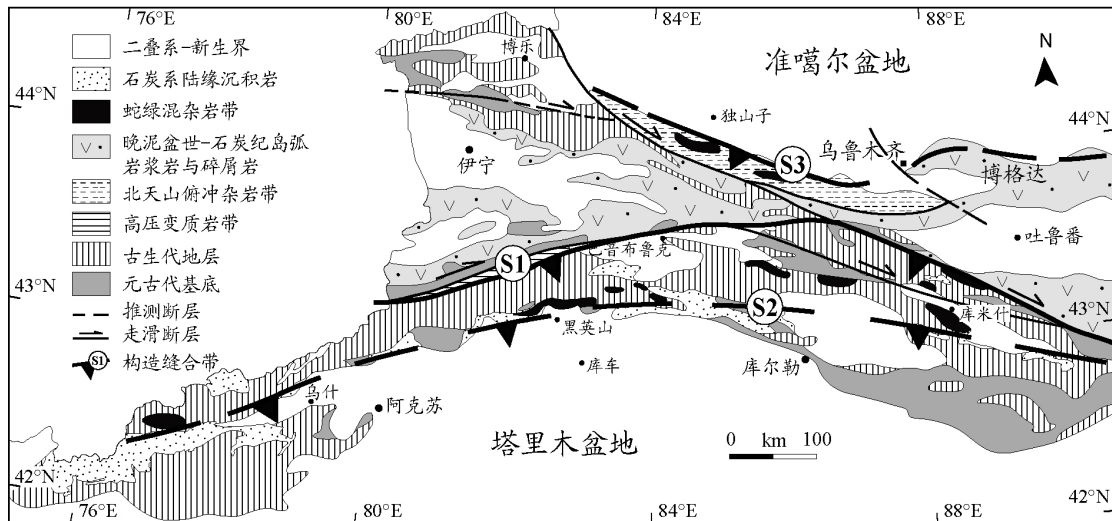 76°E
80°E
84°E
88°E
二叠系-新生界
石炭系陆缘沉积岩
蛇绿混杂岩带
晚泥盆世-石炭纪岛弧
岩浆岩与碎屑岩
北天山俯冲杂岩带
高压变质岩带
古生代地层
元古代基底
推测断层
走滑断层
S1
构造缝合带
44°N
43°N
42°N
博乐
准噶尔盆地
N
独山子
44°N
伊宁
S3
乌鲁木齐
博格达
吐鲁番
巴音布鲁克
S1
S2
43°N
库米什
黑英山
库车
库尔勒
乌什
阿克苏
塔里木盆地
0 km 100
42°N
76°E
80°E
84°E
88°E